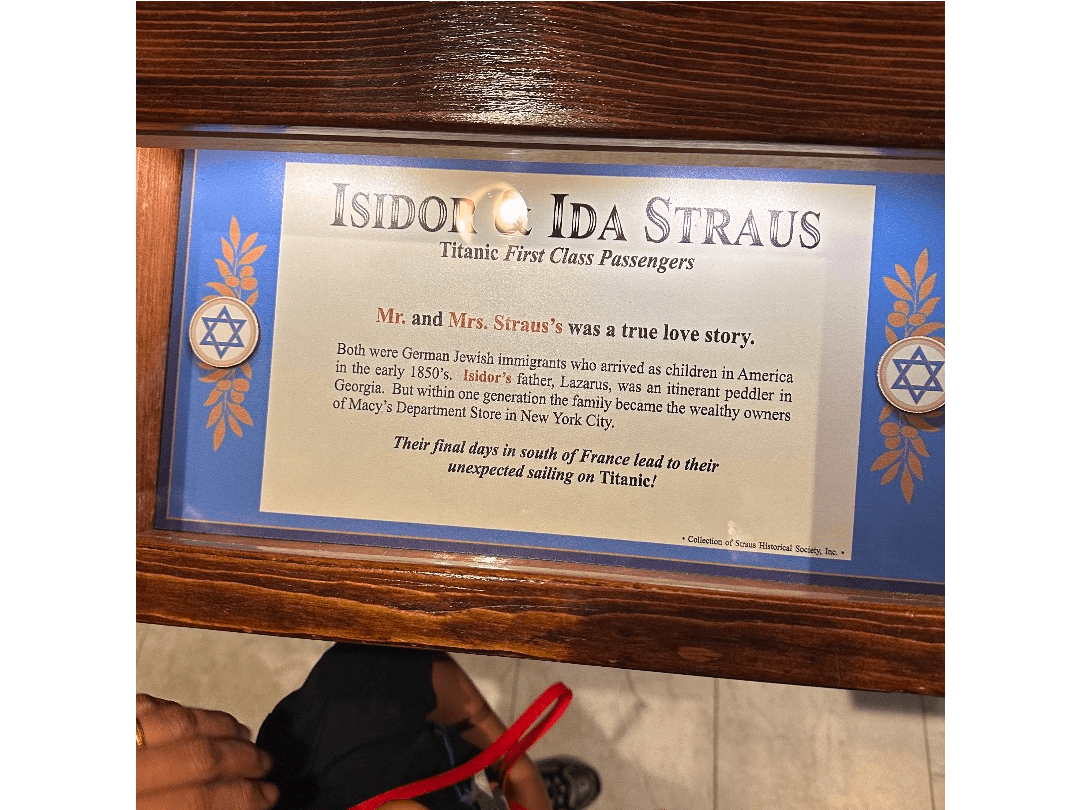 ISIDOR & IDA STRAUS
Titanic First Class Passengers
Mr. and Mrs. Straus's was a true love story.
Both were German Jewish immigrants who arrived as children in America
in the early 1850's. Isidor's father, Lazarus, was an itinerant peddler in
Georgia. But within one generation the family became the wealthy owners
of Macy's Department Store in New York City.
Their final days in south of France lead to their
unexpected sailing on Titanic!
• Collection of Straus Historical Society, Inc. •